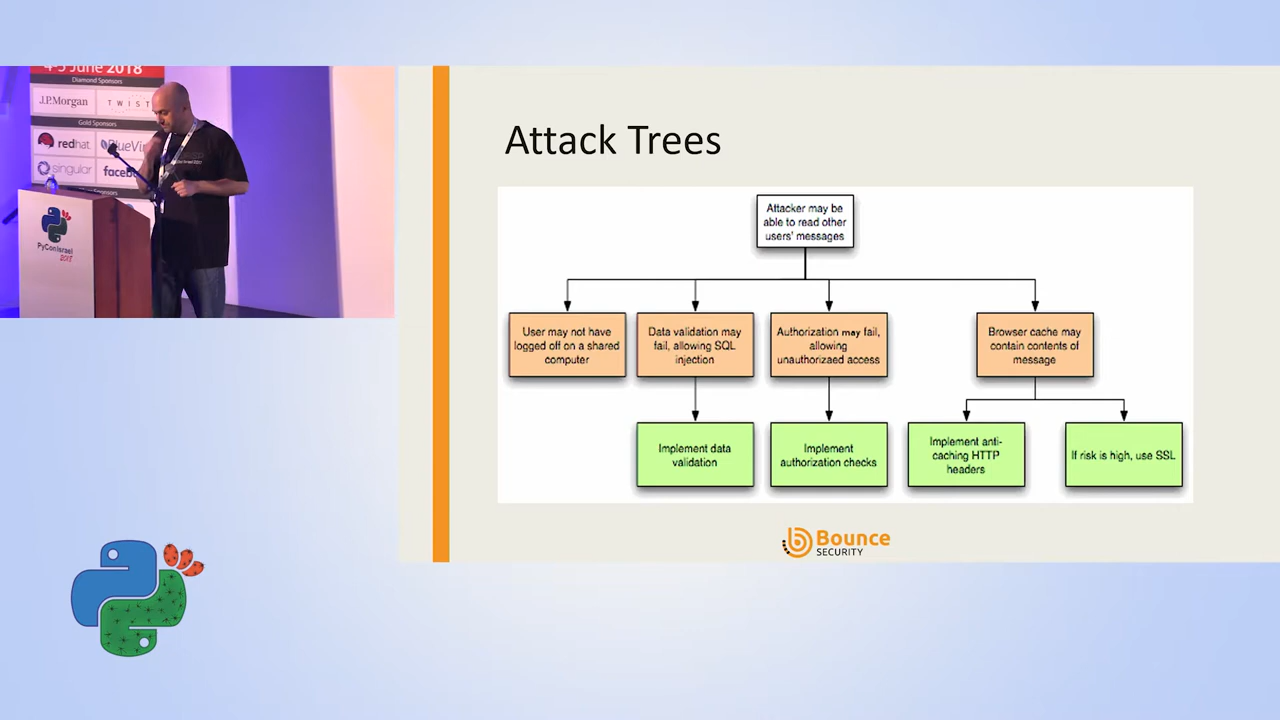 4-5 June 2018
Diamond Sponsors
J.P.Morgan
TWIST
Gold Sponsors
redhat
singular
PyConIsrael
2018
Attack Trees
Attacker may be
able to read other
users' messages
User may not have
logged off on a shared
computer
Data validation may
fail, allowing SQL
injection
Authorization may fail,
allowing
unauthorizaed access
Browser cache may
contain contents of
message
Implement data
validation
Implement
authorization checks
Implement anti-
caching HTTP
headers
If risk is high, use SSL
Bounce
SECURITY